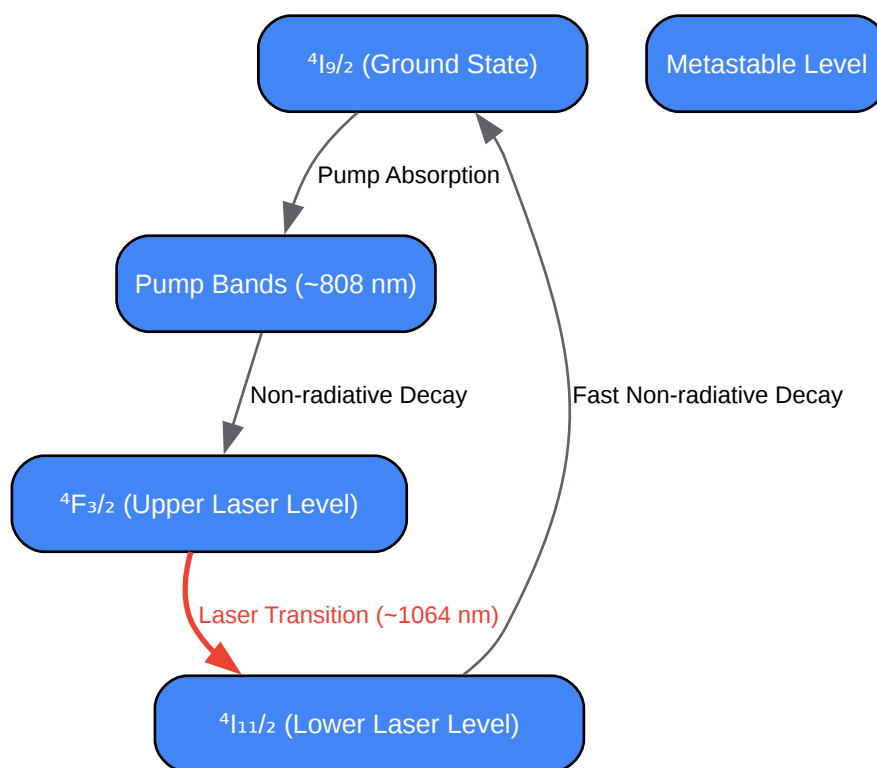 ⁴I₉/₂ (Ground State)
Metastable Level
Pump Absorption
Pump Bands (~808 nm)
Non-radiative Decay
Fast Non-radiative Decay
⁴F₃/₂ (Upper Laser Level)
Laser Transition (~1064 nm)
⁴I₁₁/₂ (Lower Laser Level)